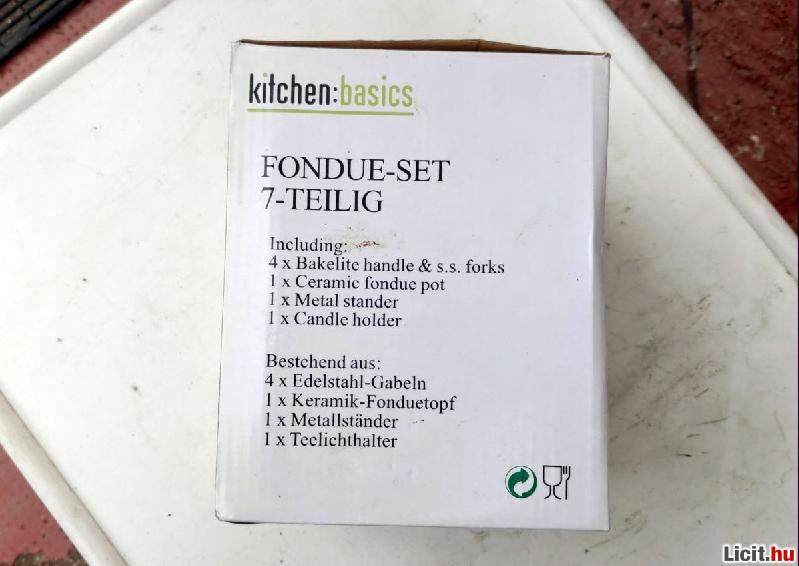 kitchen:basics
FONDUE-SET
7-TEILIG
Including:
4 x Bakelite handle & s.s. forks
1 x Ceramic fondue pot
1 x Metal stander
1 x Candle holder
Bestehend aus:
4 x Edelstahl-Gabeln
1 x Keramik-Fonduetopf
1 x Metallständer
1 x Teelichthalter
Licit.hu